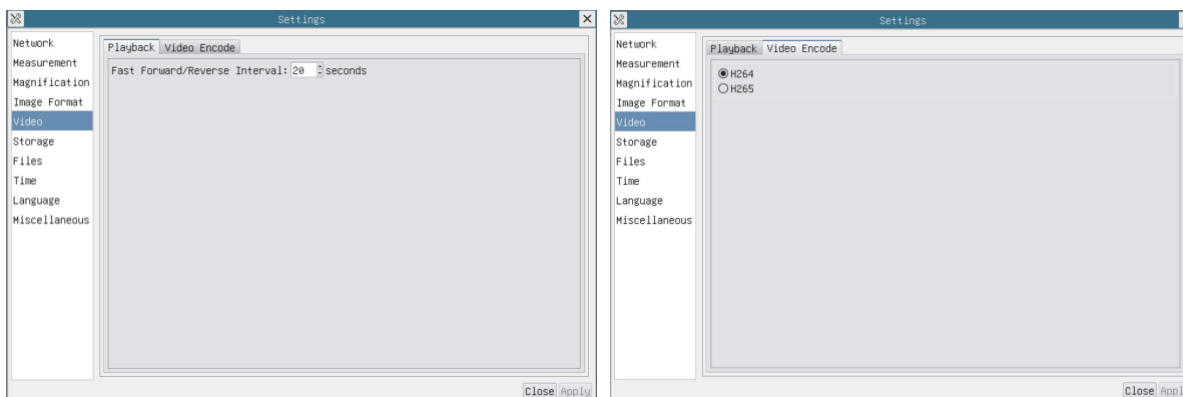 Settings
Network
Measurement
Magnification
Image Format
Video
Storage
Files
Time
Language
Miscellaneous
Playback Video Encode
Fast Forward/Reverse Interval: 20 seconds
Close Apply
Settings
Network
Measurement
Magnification
Image Format
Video
Storage
Files
Time
Language
Miscellaneous
Playback Video Encode
H264
H265
Close Appl